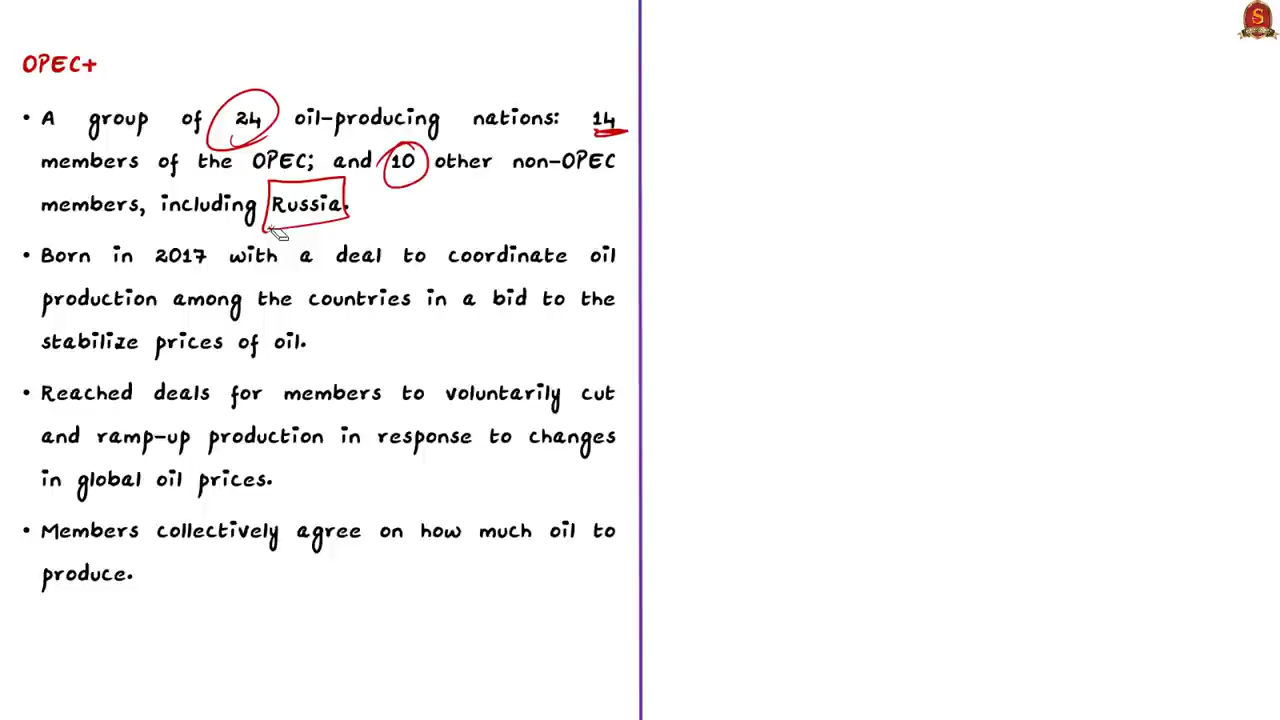 OPEC+
• A group of 24 oil-producing nations: 14
members of the OPEC; and 10 other non-OPEC
members, including Russia.
• Born in 2017 with a deal to coordinate oil
production among the countries in a bid to the
stabilize prices of oil.
• Reached deals for members to voluntarily cut
and ramp-up production in response to changes
in global oil prices.
• Members collectively agree on how much oil to
produce.
S